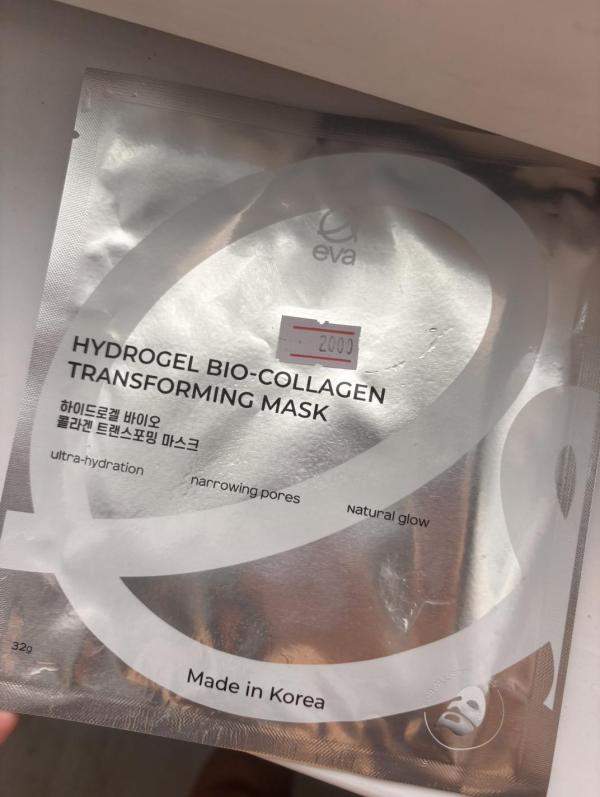 eva
2000
HYDROGEL BIO-COLLAGEN
TRANSFORMING MASK
하이드로겔 바이오
콜라겐 트랜스포밍 마스크
ultra-hydration
narrowing pores
Natural glow
32g
Made in Korea